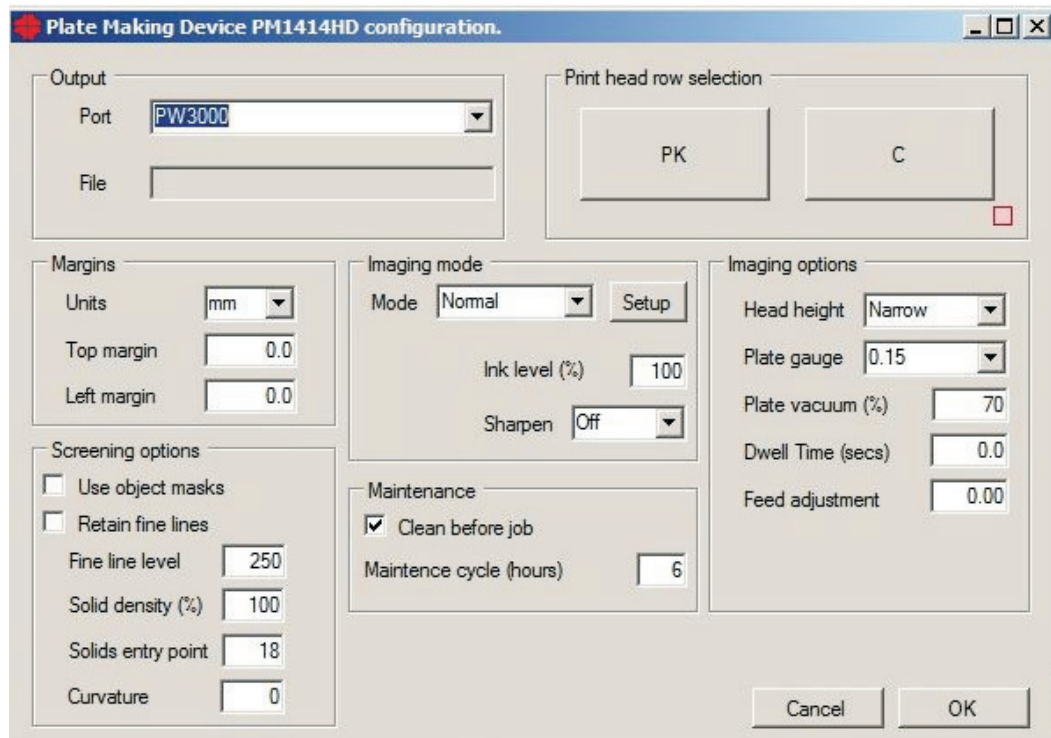 Plate Making Device PM1414HD configuration.
Output
Port PW3000
File
Print head row selection
PK C
Margins
Units mm
Top margin 0.0
Left margin 0.0
Imaging mode
Mode Normal Setup
Ink level (%) 100
Sharpen Off
Imaging options
Head height Narrow
Plate gauge 0.15
Plate vacuum (%) 70
Dwell Time (secs) 0.0
Feed adjustment 0.00
Screening options
Use object masks
Retain fine lines
Fine line level 250
Solid density (%) 100
Solids entry point 18
Curvature 0
Maintenance
Clean before job
Maintence cycle (hours) 6
Cancel OK